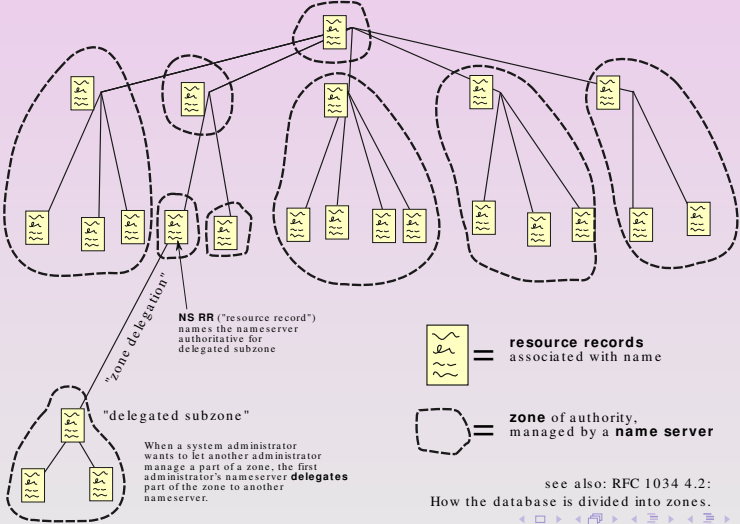 NS RR ("resource record")
names the nameserver
authoritative for
delegated subzone
"zone delegation"
resource records
associated with name
"delegated subzone"
zone of authority,
managed by a name server
When a system administrator
wants to let another administrator
manage a part of a zone, the first
administrator's nameserver delegates
part of the zone to another
nameserver.
see also: RFC 1034 4.2:
How the database is divided into zones.